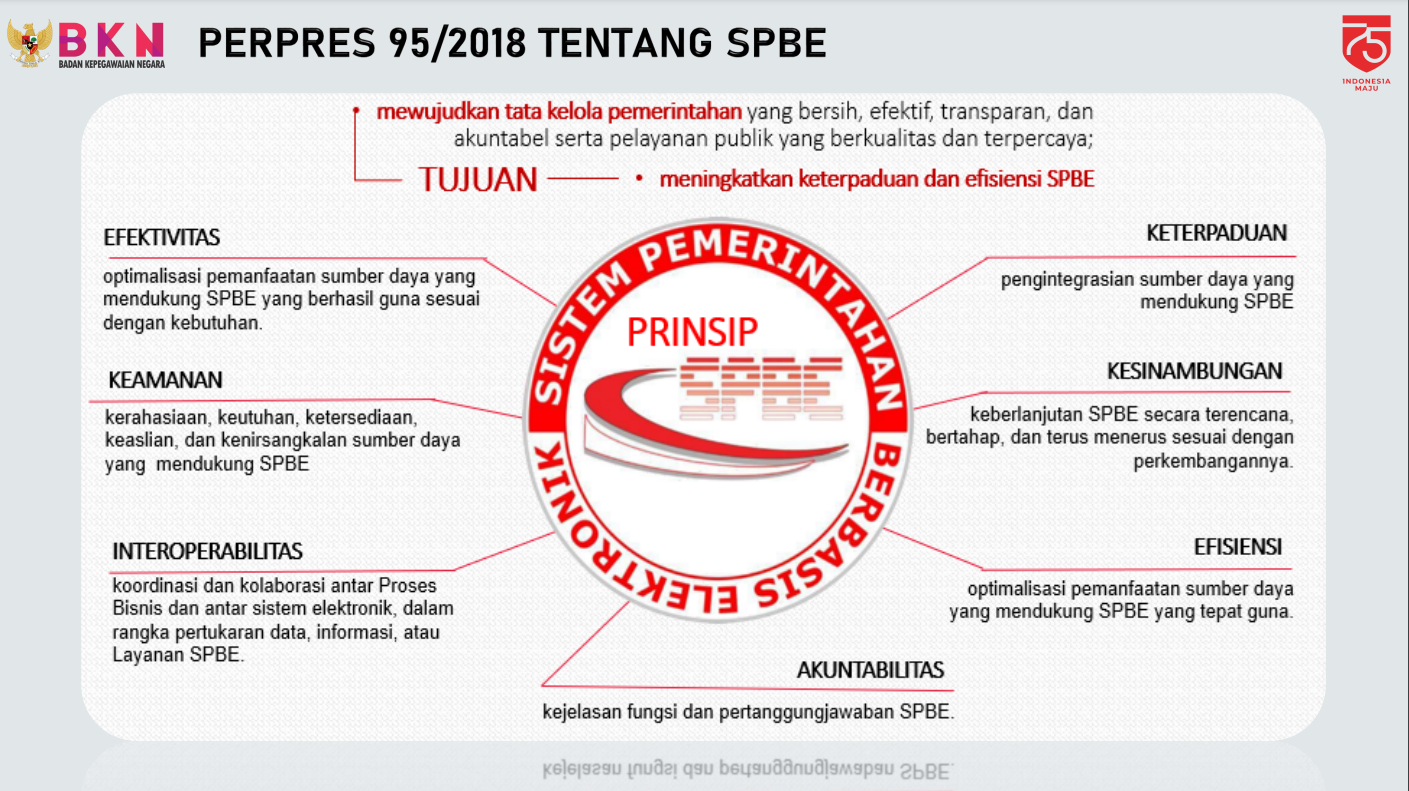 BKN
BADAN KEPEGAWAIAN NEGARA
PERPRES 95/2018 TENTANG SPBE
75
INDONESIA
MAJU
• mewujudkan tata kelola pemerintahan yang bersih, efektif, transparan, dan
akuntabel serta pelayanan publik yang berkualitas dan terpercaya;
TUJUAN
• meningkatkan keterpaduan dan efisiensi SPBE
EFEKTIVITAS
optimalisasi pemanfaatan sumber daya yang
mendukung SPBE yang berhasil guna sesuai
dengan kebutuhan.
KEAMANAN
kerahasiaan, keutuhan, ketersediaan,
keaslian, dan kenirsangkalan sumber daya
yang mendukung SPBE
INTEROPERABILITAS
koordinasi dan kolaborasi antar Proses
Bisnis dan antar sistem elektronik, dalam
rangka pertukaran data, informasi, atau
Layanan SPBE.
SISTEM PEMERINTAHAN
BERBASIS ELEKTRONIK
PRINSIP
SPBE
KETERPADUAN
pengintegrasian sumber daya yang
mendukung SPBE
KESINAMBUNGAN
keberlanjutan SPBE secara terencana,
bertahap, dan terus menerus sesuai dengan
perkembangannya.
EFISIENSI
optimalisasi pemanfaatan sumber daya
yang mendukung SPBE yang tepat guna.
AKUNTABILITAS
kejelasan fungsi dan pertanggungjawaban SPBE.
kejelasan fungsi dan pertanggungjawaban SPBE.